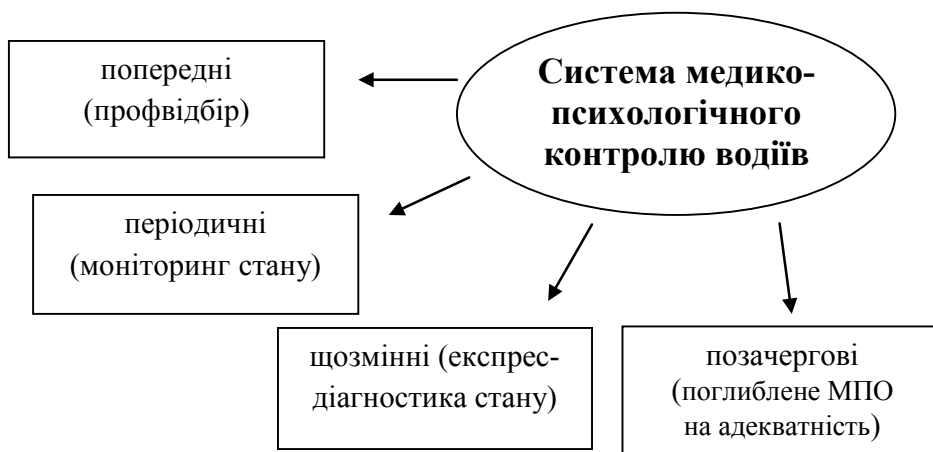 Система медико-
психологічного
контролю водіїв
попередні
(профвідбір)
періодичні
(моніторинг стану)
щозмінні (експрес-
діагностика стану)
позачергові
(поглиблене МПО
на адекватність)